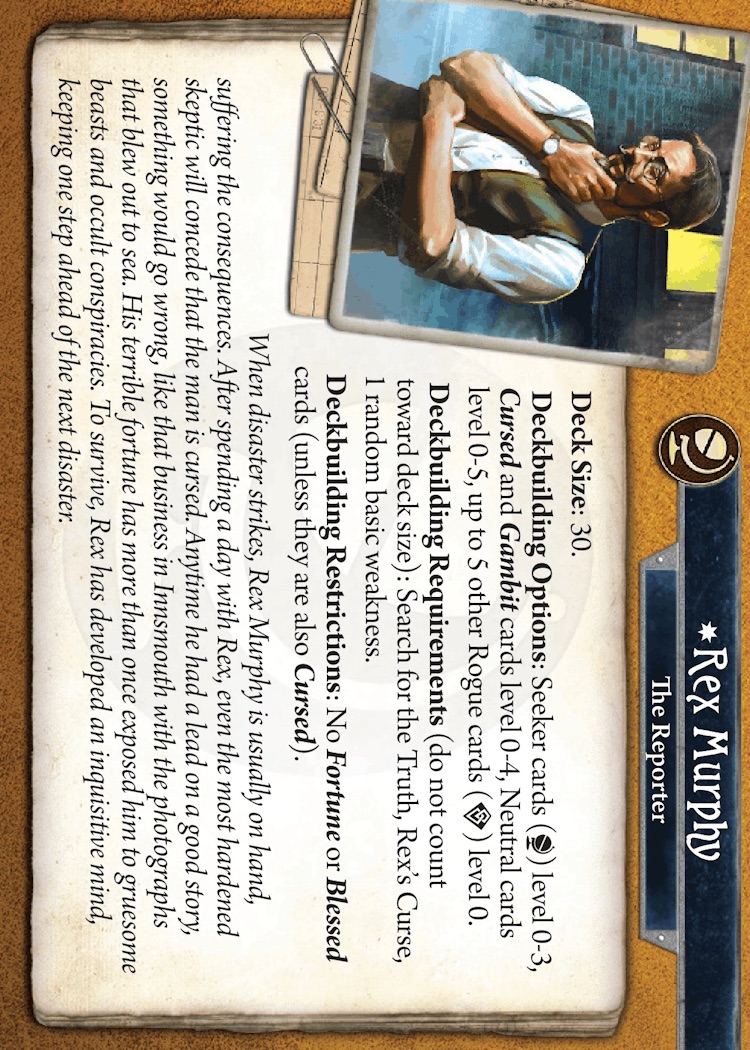 Rex Murphy
The Reporter
Deck Size: 30.
Deckbuilding Options: Seeker cards () level 0-3,
Cursed and Gambit cards level 0-4, Neutral cards
level 0-5, up to 5 other Rogue cards () level 0.
Deckbuilding Requirements (do not count
toward deck size): Search for the Truth, Rex’s Curse,
1 random basic weakness.
Deckbuilding Restrictions: No Fortune or Blessed
cards (unless they are also Cursed).
When disaster strikes, Rex Murphy is usually on hand,
suffering the consequences. After spending a day with Rex, even the most hardened
skeptic will concede that the man is cursed. Anytime he had a lead on a good story,
something would go wrong, like that business in Innsmouth with the photographs
that blew out to sea. His terrible fortune has more than once exposed him to gruesome
beasts and occult conspiracies. To survive, Rex has developed an inquisitive mind,
keeping one step ahead of the next disaster.